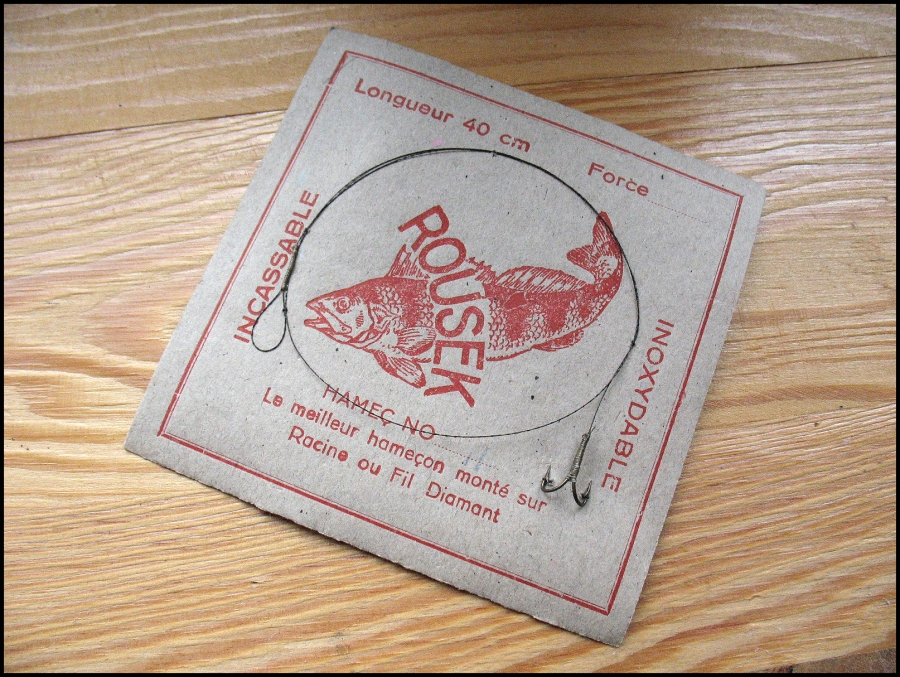 Longueur 40 cm
Force
INCASSABLE
ROUSEK
INOXYDABLE
HAMEÇ NO
Le meilleur hameçon monté sur
Racine ou Fil Diamant